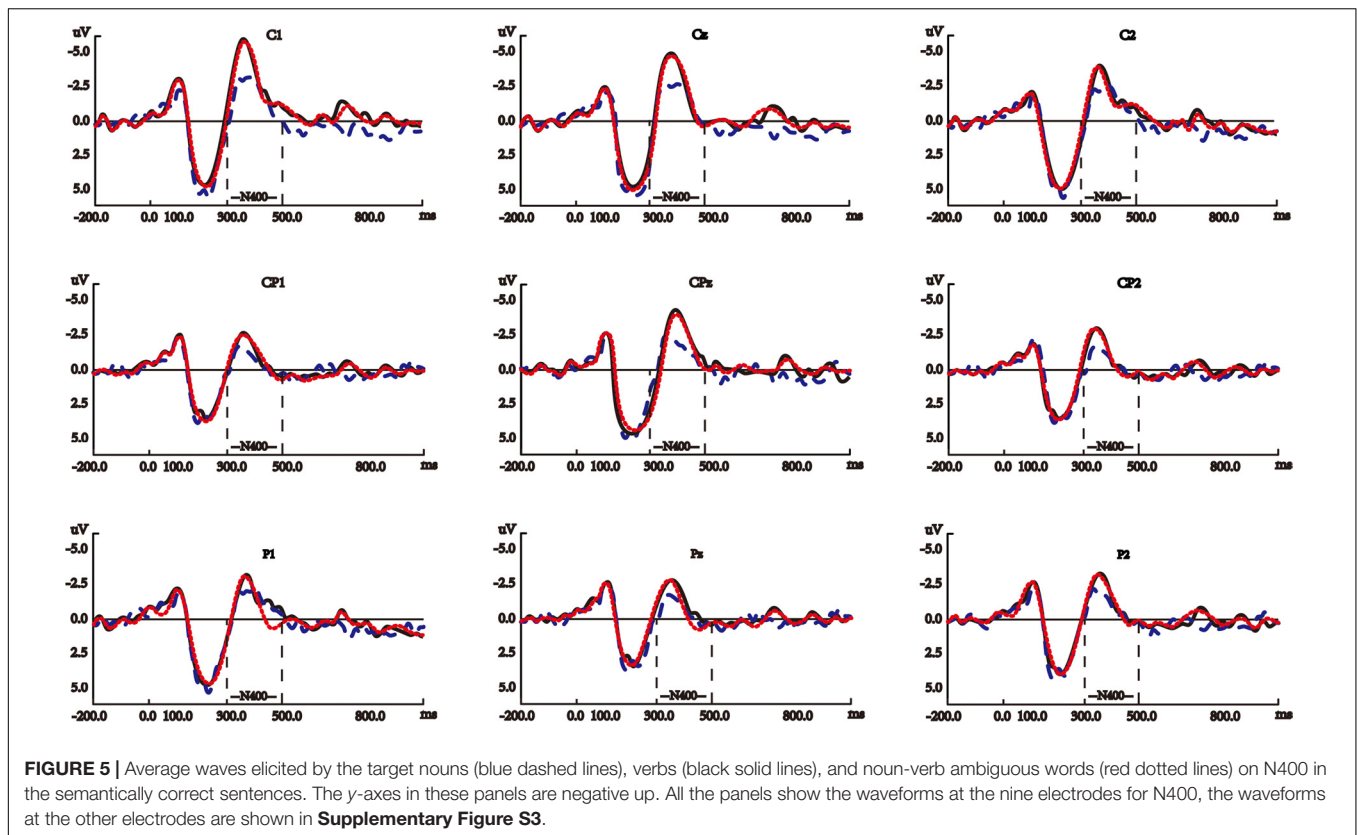 uV C1
-5.0
-2.5
0.0
2.5
5.0
--N400--
-200.0 0.0 100.0 300.0 500.0 800.0 ms
uV Cz
-5.0
-2.5
0.0
2.5
5.0
--N400--
-200.0 0.0 100.0 300.0 500.0 800.0 ms
uV C2
-5.0
-2.5
0.0
2.5
5.0
--N400--
-200.0 0.0 100.0 300.0 500.0 800.0 ms
uV CP1
-5.0
-2.5
0.0
2.5
5.0
--N400--
-200.0 0.0 100.0 300.0 500.0 800.0 ms
uV CPz
-5.0
-2.5
0.0
2.5
5.0
--N400--
-200.0 0.0 100.0 300.0 500.0 800.0 ms
uV CP2
-5.0
-2.5
0.0
2.5
5.0
--N400--
-200.0 0.0 100.0 300.0 500.0 800.0 ms
uV P1
-5.0
-2.5
0.0
2.5
5.0
--N400--
-200.0 0.0 100.0 300.0 500.0 800.0 ms
uV Pz
-5.0
-2.5
0.0
2.5
5.0
--N400--
-200.0 0.0 100.0 300.0 500.0 800.0 ms
uV P2
-5.0
-2.5
0.0
2.5
5.0
--N400--
-200.0 0.0 100.0 300.0 500.0 800.0 ms
FIGURE 5 | Average waves elicited by the target nouns (blue dashed lines), verbs (black solid lines), and noun-verb ambiguous words (red dotted lines) on N400 in
the semantically correct sentences. The y-axes in these panels are negative up. All the panels show the waveforms at the nine electrodes for N400, the waveforms
at the other electrodes are shown in Supplementary Figure S3.